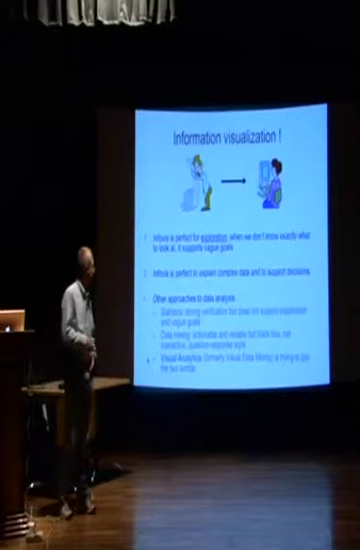 Information visualization !
Infovis is perfect for exploration, when we don't know exactly what
to look at, it supports vague goals
Infovis is perfect to explain complex data and to support decisions
Other approaches to data analysis
Statistics: strong verification but does not support exploration
and vague goals
Data mining: actionable and reliable but black box, not
interactive, question-response style
Visual Analytics (formerly Visual Data Mining) is trying to join
the two worlds